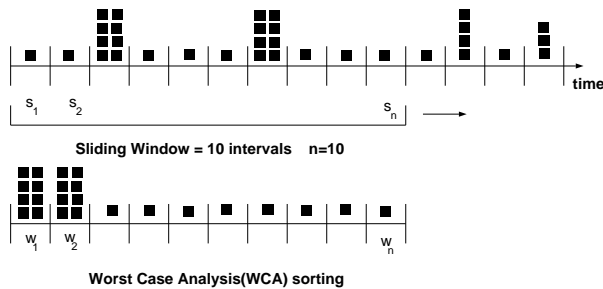 time
s1 s2 sn
Sliding Window = 10 intervals n=10
w1 w2 wn
Worst Case Analysis(WCA) sorting